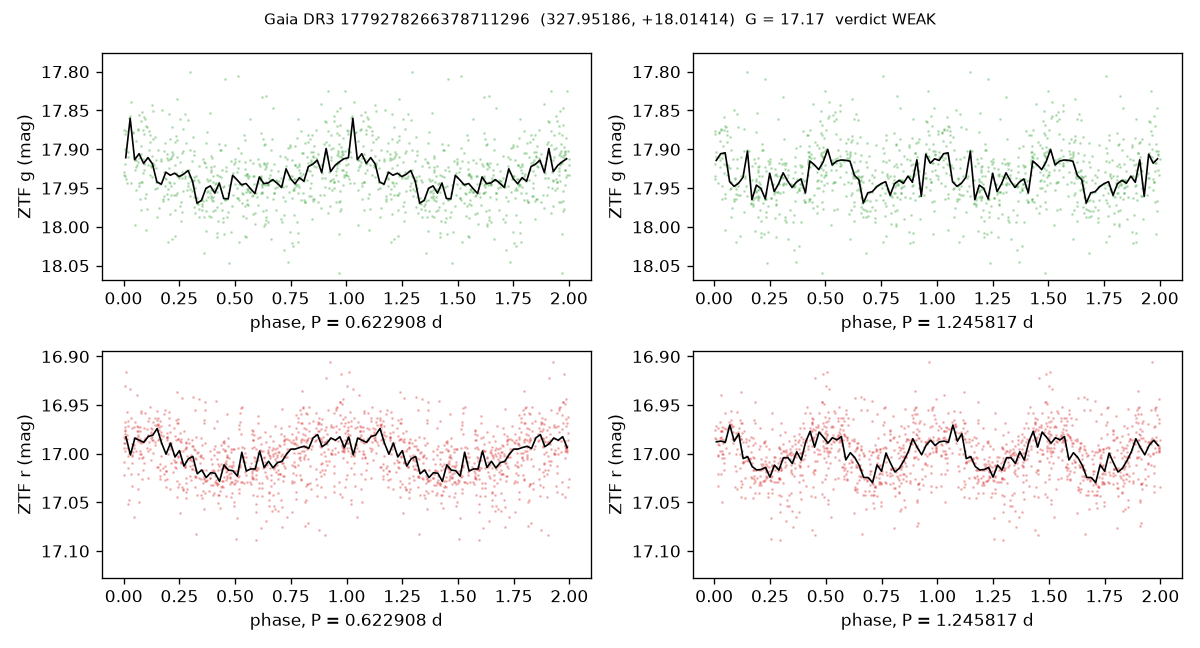 Gaia DR3 1779278266378711296 (327.95186, +18.01414) G = 17.17 verdict WEAK
ZTF g (mag)
17.80
17.85
17.90
17.95
18.00
18.05
0.00 0.25 0.50 0.75 1.00 1.25 1.50 1.75 2.00
phase, P = 0.622908 d
ZTF g (mag)
17.80
17.85
17.90
17.95
18.00
18.05
0.00 0.25 0.50 0.75 1.00 1.25 1.50 1.75 2.00
phase, P = 1.245817 d
ZTF r (mag)
16.90
16.95
17.00
17.05
17.10
0.00 0.25 0.50 0.75 1.00 1.25 1.50 1.75 2.00
phase, P = 0.622908 d
ZTF r (mag)
16.90
16.95
17.00
17.05
17.10
0.00 0.25 0.50 0.75 1.00 1.25 1.50 1.75 2.00
phase, P = 1.245817 d